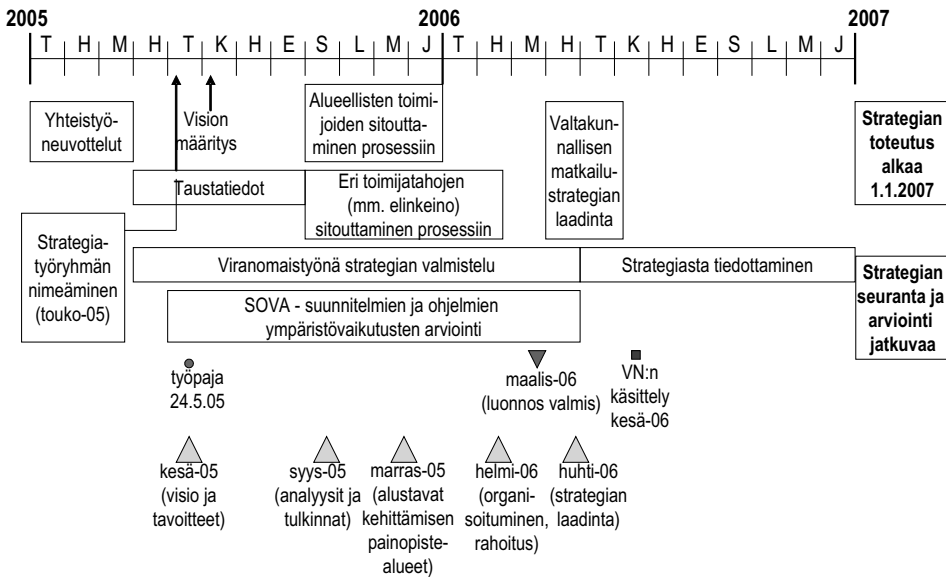 2005 2006 2007
T H M H T K H E S L M J T H M H T K H E S L M J
Yhteistyö-
neuvottelut
Vision
määritys
Alueellisten toimi-
joiden sitoutta-
minen prosessiin
Valtakun-
nallisen
matkailu-
strategian
laadinta
Strategian
toteutus
alkaa
1.1.2007
Taustatiedot
Eri toimijatahojen
(mm. elinkeino)
sitouttaminen prosessiin
Strategia-
työryhmän
nimeäminen
(touko-05)
Viranomaistyönä strategian valmistelu
Strategiasta tiedottaminen
Strategian
seuranta ja
arviointi
jatkuvaa
SOVA - suunnitelmien ja ohjelmien
ympäristövaikutusten arviointi
työpaja
24.5.05
maalis-06
(luonnos valmis)
VN:n
käsittely
kesä-06
kesä-05
(visio ja
tavoitteet)
syys-05
(analyysit ja
tulkinnat)
marras-05
(alustavat
kehittämisen
painopiste-
alueet)
helmi-06
(organi-
soituminen,
rahoitus)
huhti-06
(strategian
laadinta)